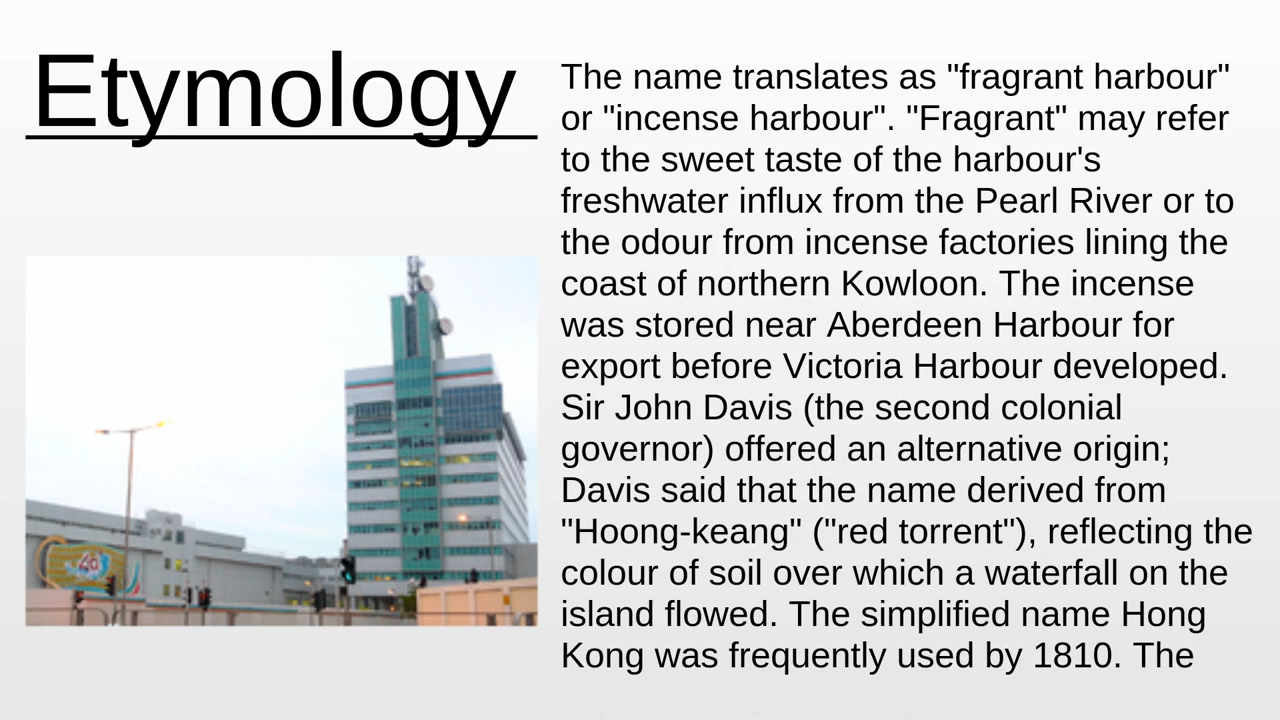 Etymology
The name translates as "fragrant harbour"
or "incense harbour". "Fragrant" may refer
to the sweet taste of the harbour's
freshwater influx from the Pearl River or to
the odour from incense factories lining the
coast of northern Kowloon. The incense
was stored near Aberdeen Harbour for
export before Victoria Harbour developed.
Sir John Davis (the second colonial
governor) offered an alternative origin;
Davis said that the name derived from
"Hoong-keang" ("red torrent"), reflecting the
colour of soil over which a waterfall on the
island flowed. The simplified name Hong
Kong was frequently used by 1810. The